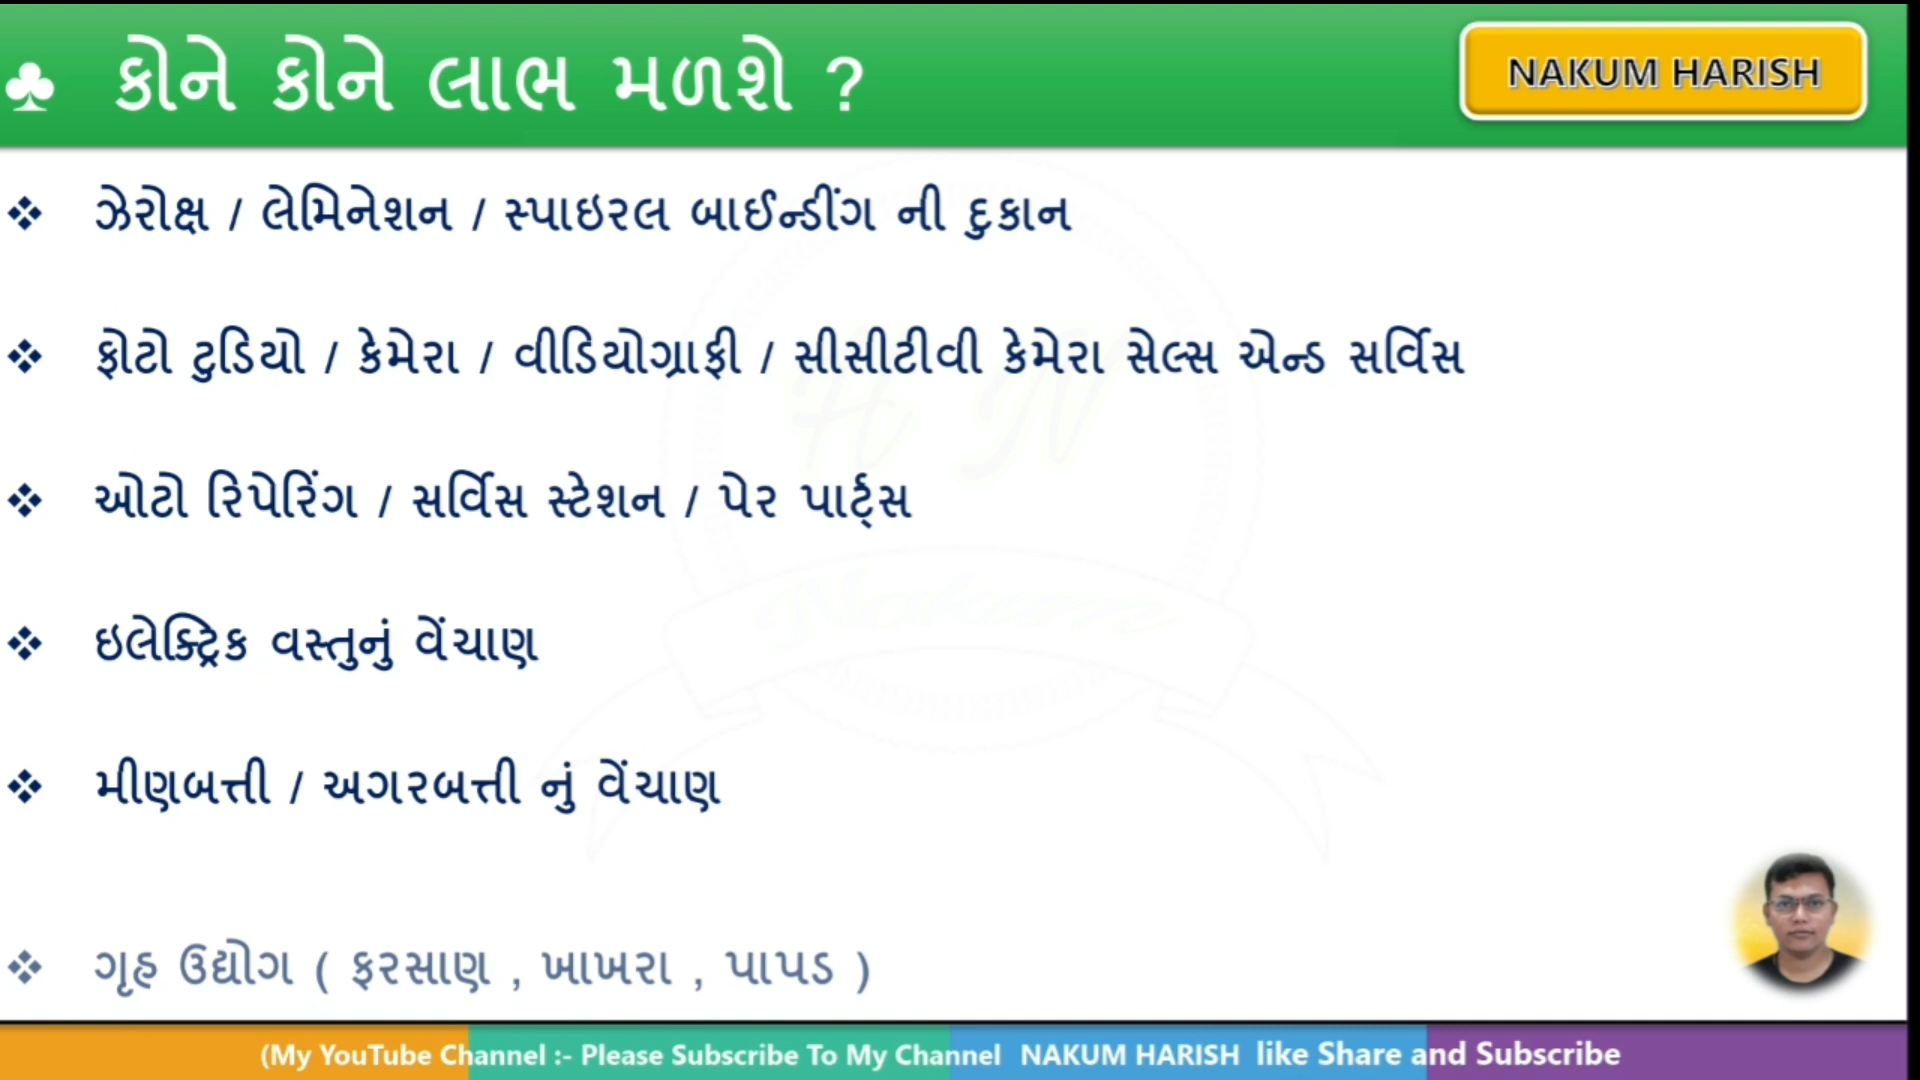 ♣ કોને કોને લાભ મળશે ?
NAKUM HARISH
❖ ઝેરોક્ષ / લેમિનેશન / સ્પાઇરલ બાઈન્ડીંગ ની દુકાન
❖ ફોટો ટુડિયો / કેમેરા / વીડિયોગ્રાફી / સીસીટીવી કેમેરા સેલ્સ એન્ડ સર્વિસ
❖ ઓટો રિપેરિંગ / સર્વિસ સ્ટેશન / પેર પાર્ટ્સ
❖ ઇલેક્ટ્રિક વસ્તુનું વેંચાણ
❖ મીણબત્તી / અગરબત્તી નું વેંચાણ
❖ ગૃહ ઉદ્યોગ ( ફરસાણ , ખાખરા , પાપડ )
H N
Nakum
(My YouTube Channel :- Please Subscribe To My Channel NAKUM HARISH like Share and Subscribe